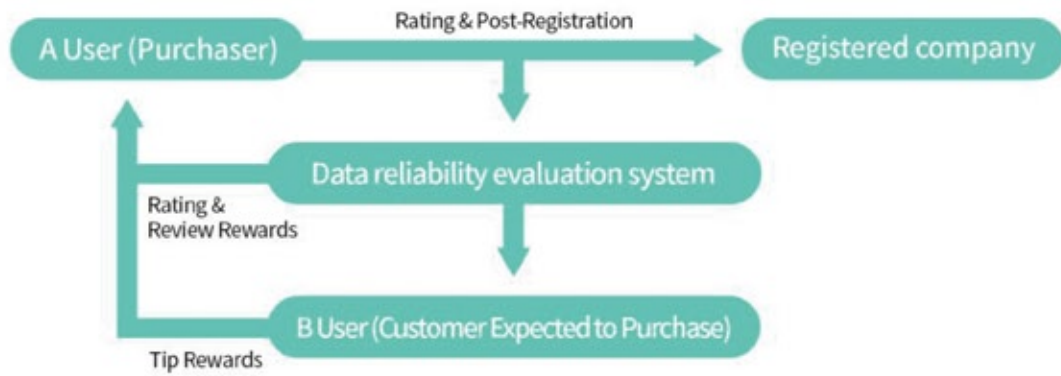 Rating & Post-Registration
A User (Purchaser)
Registered company
Data reliability evaluation system
Rating &
Review Rewards
B User (Customer Expected to Purchase)
Tip Rewards